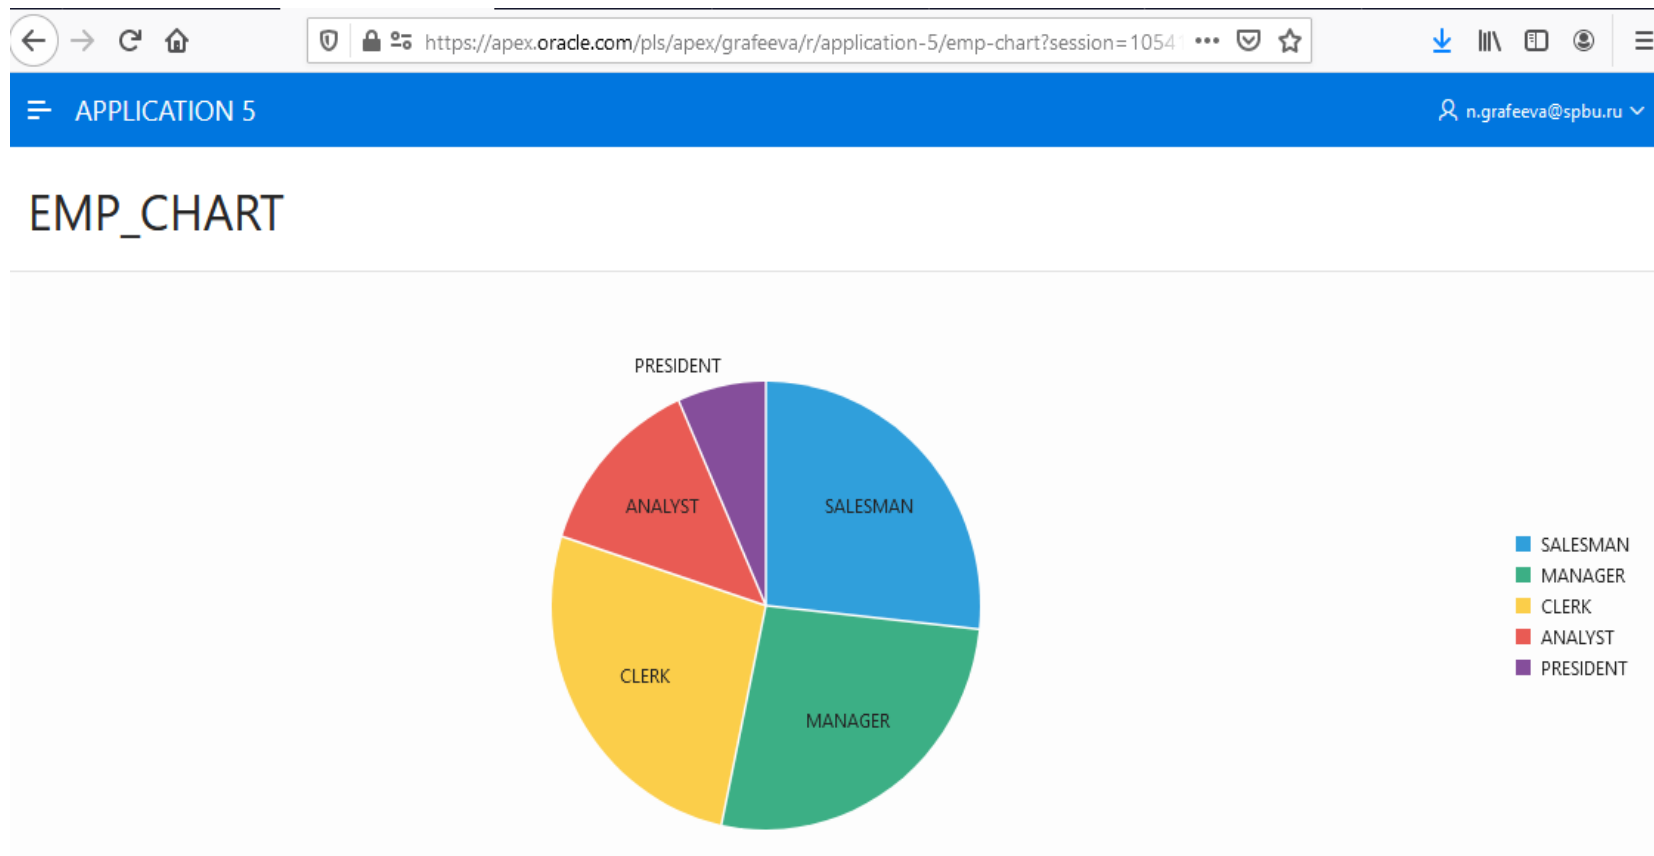 https://apex.oracle.com/pls/apex/grafeeva/r/application-5/emp-chart?session=1054
APPLICATION 5
n.grafeeva@spbu.ru
EMP_CHART
PRESIDENT
ANALYST
SALESMAN
CLERK
MANAGER
SALESMAN
MANAGER
CLERK
ANALYST
PRESIDENT